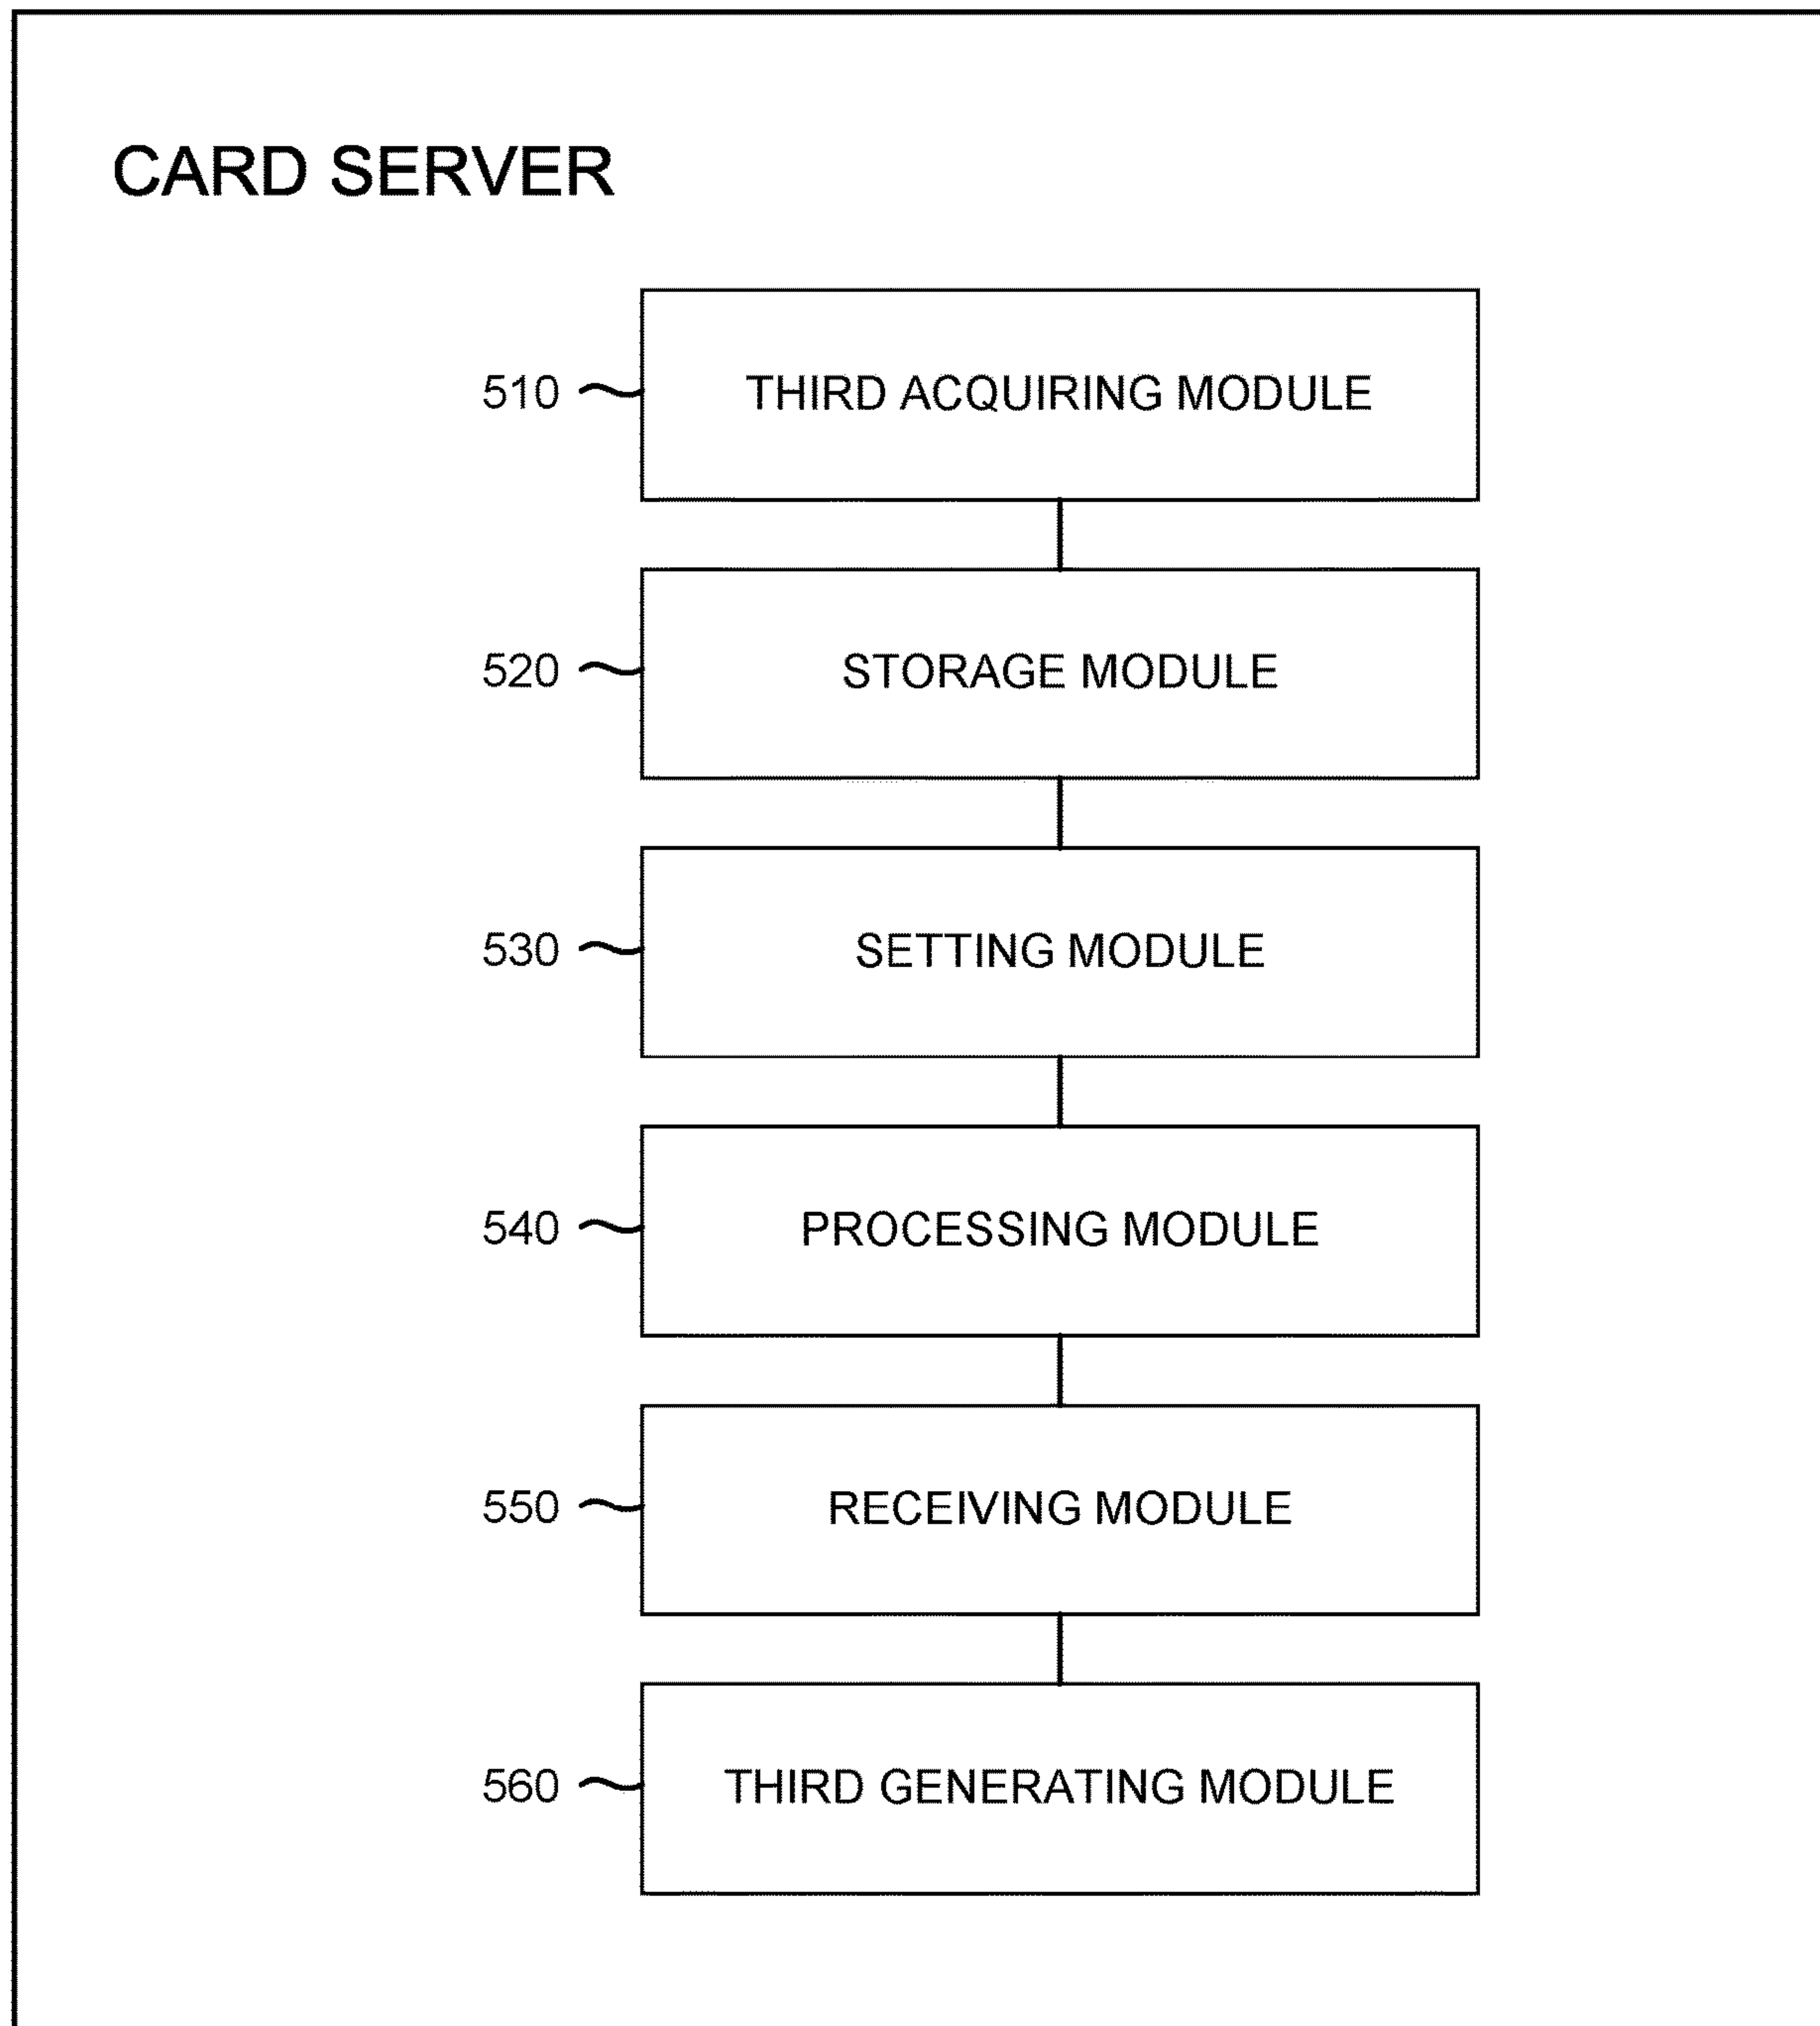 CARD SERVER
510 THIRD ACQUIRING MODULE
520 STORAGE MODULE
530 SETTING MODULE
540 PROCESSING MODULE
550 RECEIVING MODULE
560 THIRD GENERATING MODULE